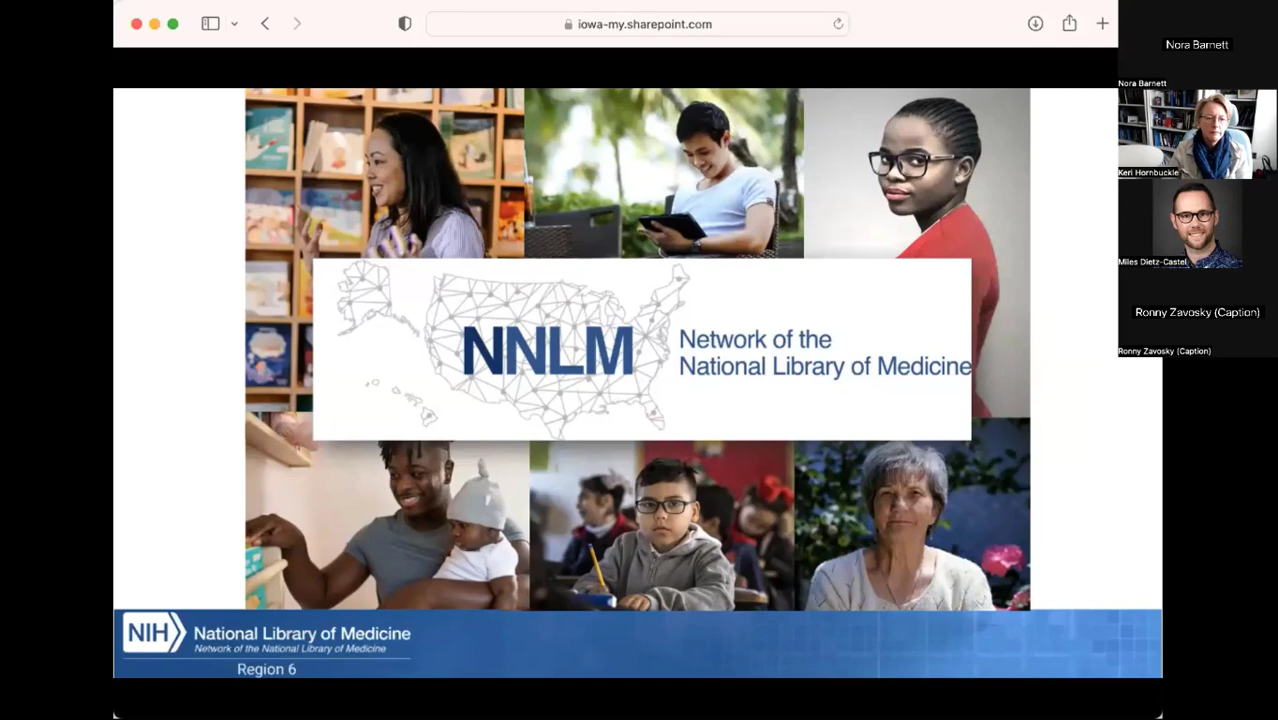 iowa-my.sharepoint.com
Nora Barnett
Nora Barnett
Keri Hornbuckle
Miles Dietz-Castel
Ronny Zavosky (Caption)
Ronny Zavosky (Caption)
NNLM
Network of the
National Library of Medicine
NIH
National Library of Medicine
Network of the National Library of Medicine
Region 6